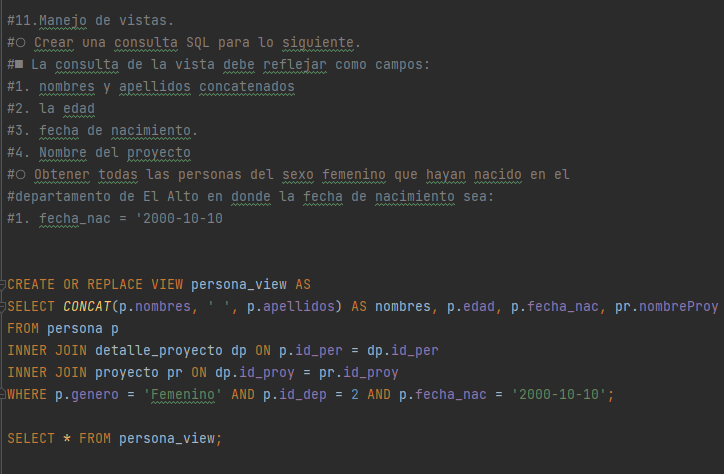 #11.Manejo de vistas.
#○ Crear una consulta SQL para lo siguiente.
#■ La consulta de la vista debe reflejar como campos:
#1. nombres y apellidos concatenados
#2. la edad
#3. fecha de nacimiento.
#4. Nombre del proyecto
#○ Obtener todas las personas del sexo femenino que hayan nacido en el
#departamento de El Alto en donde la fecha de nacimiento sea:
#1. fecha_nac = '2000-10-10
CREATE OR REPLACE VIEW persona_view AS
SELECT CONCAT(p.nombres, ' ', p.apellidos) AS nombres, p.edad, p.fecha_nac, pr.nombreProy
FROM persona p
INNER JOIN detalle_proyecto dp ON p.id_per = dp.id_per
INNER JOIN proyecto pr ON dp.id_proy = pr.id_proy
WHERE p.genero = 'Femenino' AND p.id_dep = 2 AND p.fecha_nac = '2000-10-10';
SELECT * FROM persona_view;